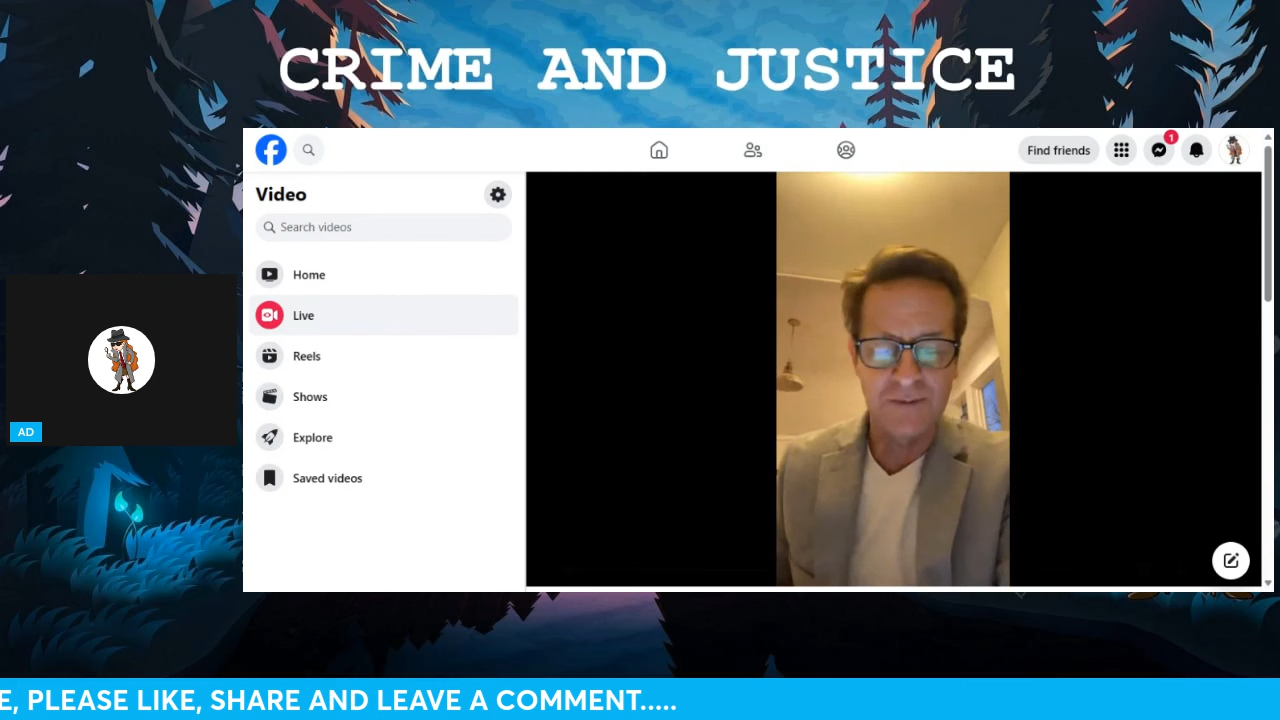 CRIME AND JUSTICE
Find friends
1
Video
Search videos
Home
Live
Reels
Shows
Explore
Saved videos
AD
E, PLEASE LIKE, SHARE AND LEAVE A COMMENT.....